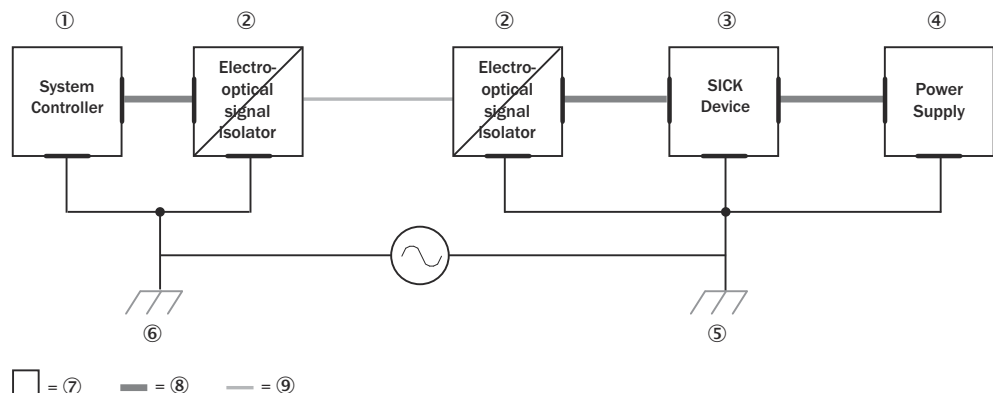 ① ② ② ③ ④
System
Controller
Electro-
optical
signal
isolator
Electro-
optical
signal
isolator
SICK
Device
Power
Supply
⑥ ⑤
= ⑦ = ⑧ = ⑨